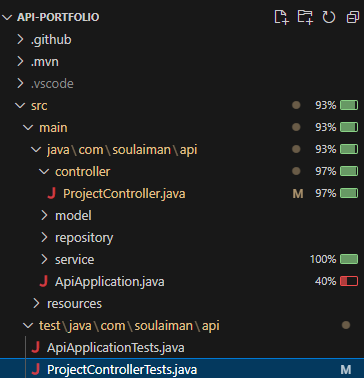 API-PORTFOLIO
.github
.mvn
.vscode
src 93%
main 93%
java\com\soulaiman\api 93%
controller 97%
J ProjectController.java M 97%
model
repository
service 100%
J ApiApplication.java 40%
resources
test\java\com\soulaiman\api
J ApiApplicationTests.java
J ProjectControllerTests.java M